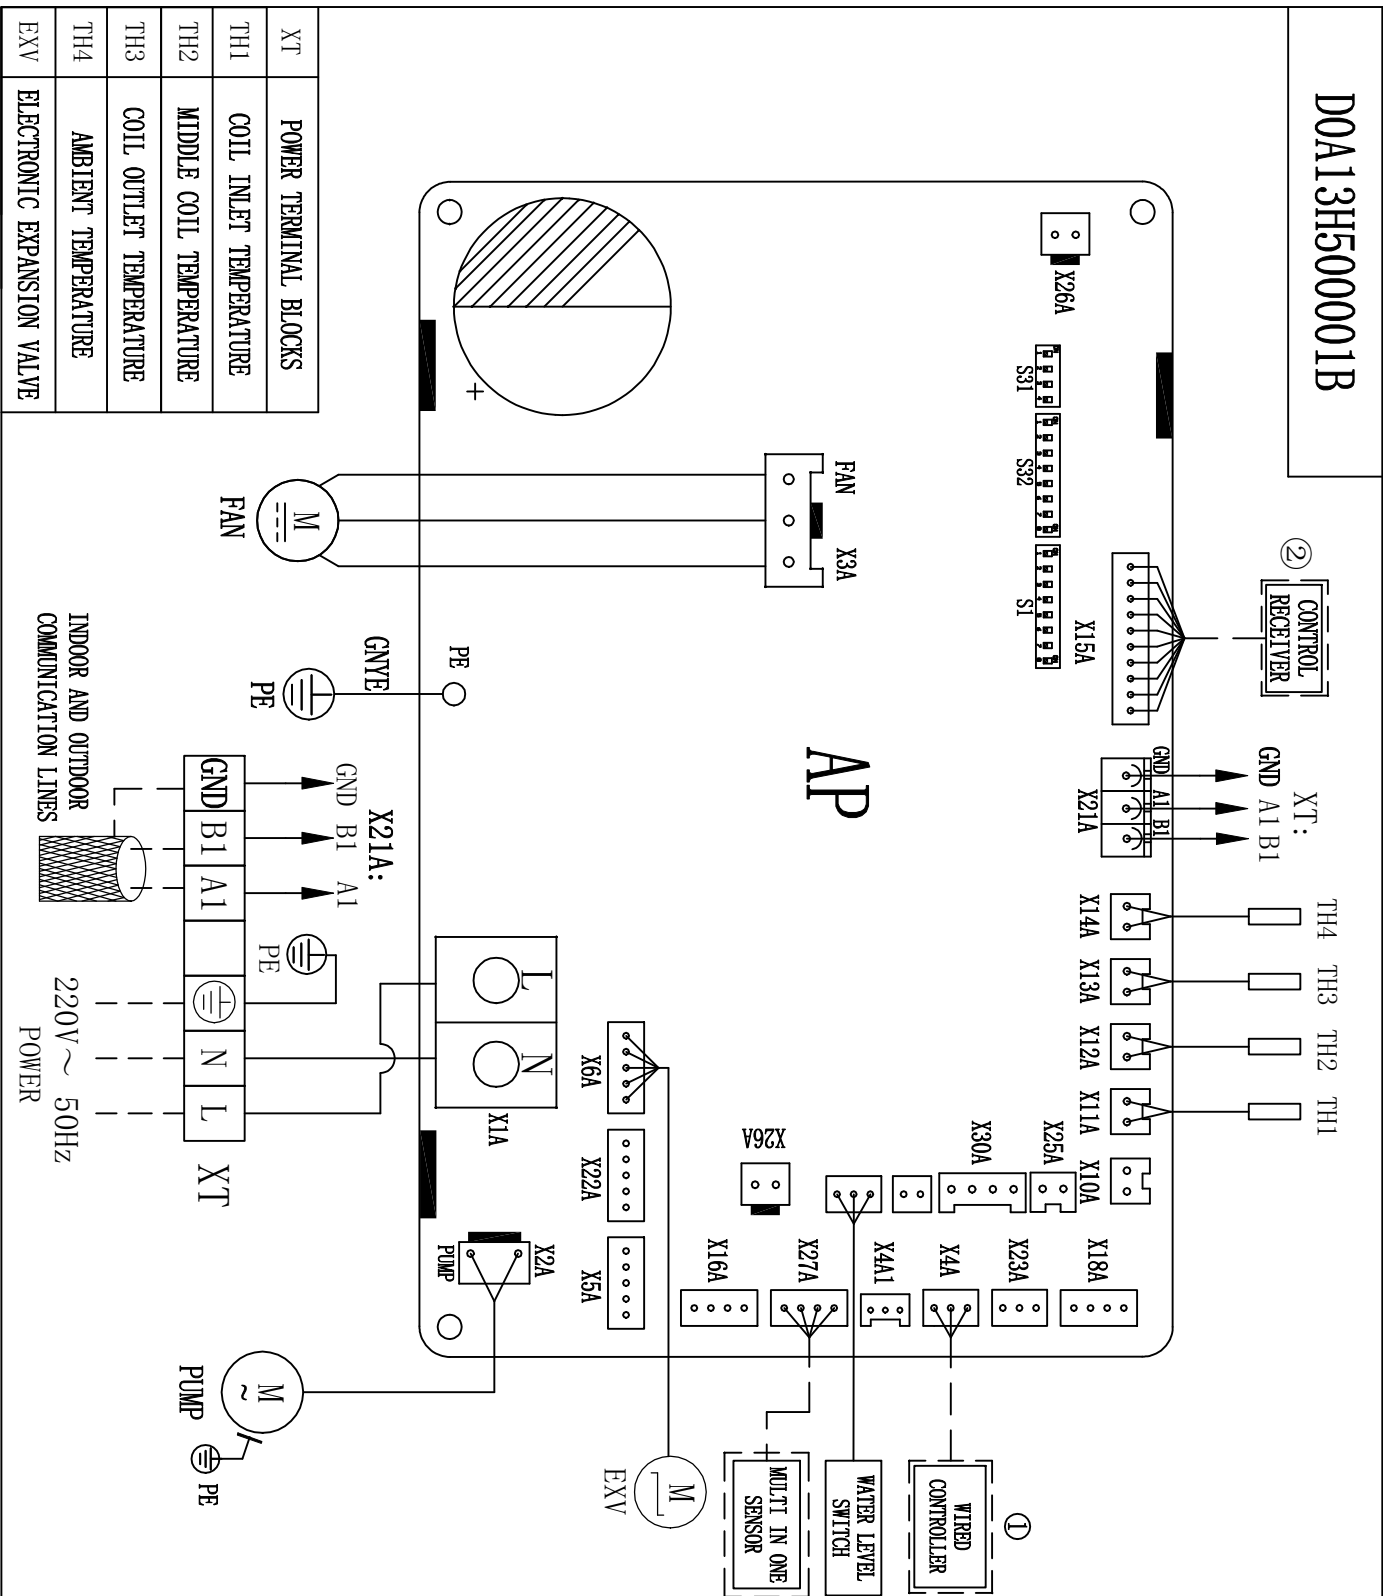 D0A13H500001B
②
CONTROL
RECEIVER
XT:
GND A1 B1
TH4
TH3
TH2
TH1
GND A1 B1
X21A
X14A
X13A
X12A
X11A
X10A
X15A
X26A
S31
S32
S1
X25A
X30A
X18A
X23A
X4A
X4A1
X27A
X16A
X26A
①
WIRED
CONTROLLER
WATER LEVEL
SWITCH
MULTI IN ONE
SENSOR
AP
FAN
X3A
+
M
FAN
PE
GNYE
PE
X6A
X22A
X5A
L
N
X1A
X2A
PUMP
M
EXV
M
~
PUMP
PE
X21A:
GND B1 A1
PE
GND B1 A1 N L
XT
INDOOR AND OUTDOOR
COMMUNICATION LINES
220V~ 50Hz
POWER
XT POWER TERMINAL BLOCKS
TH1 COIL INLET TEMPERATURE
TH2 MIDDLE COIL TEMPERATURE
TH3 COIL OUTLET TEMPERATURE
TH4 AMBIENT TEMPERATURE
EXV ELECTRONIC EXPANSION VALVE